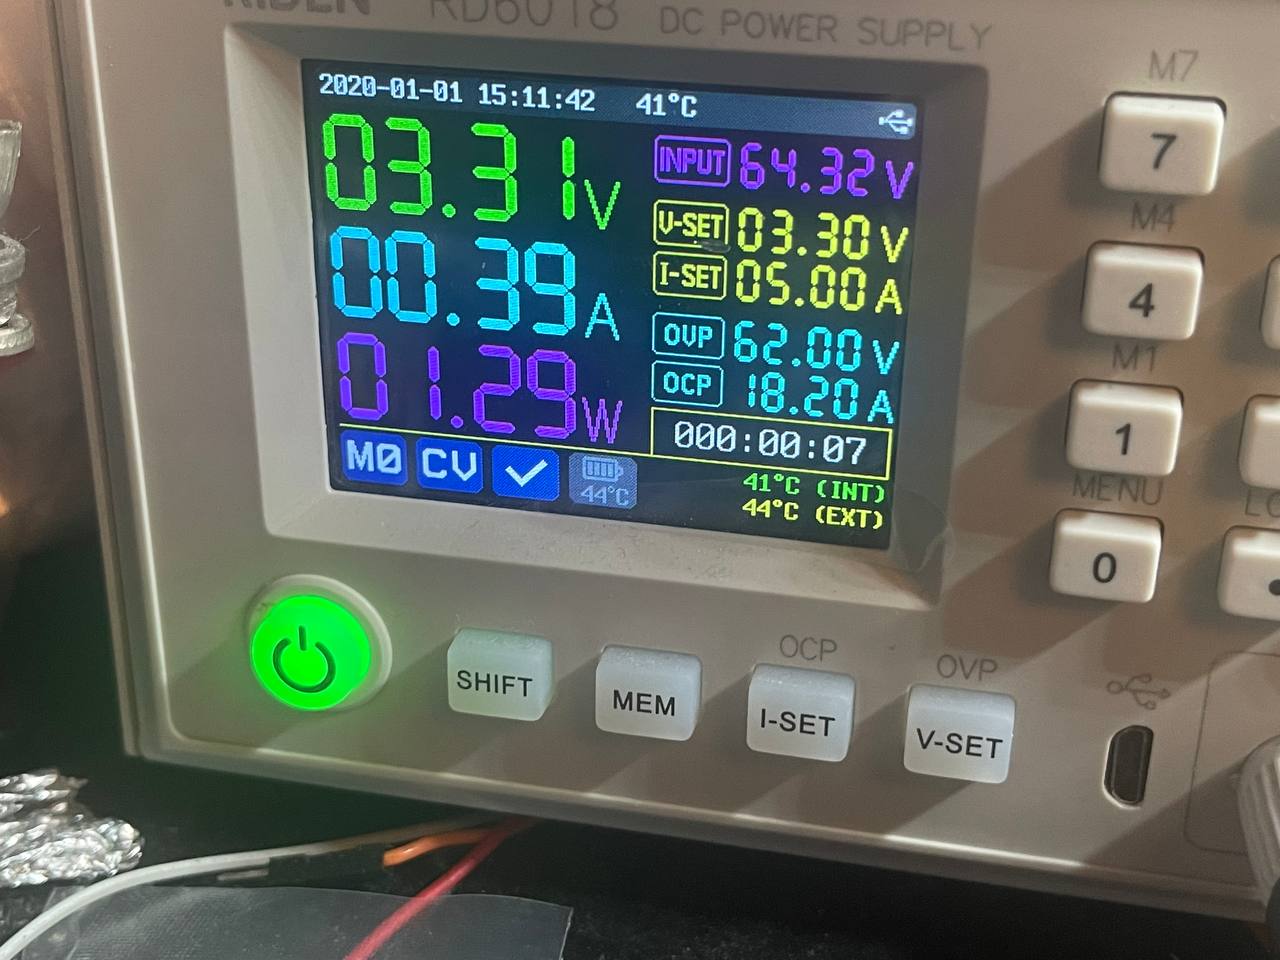 RIDEN RD6018 DC POWER SUPPLY
2020-01-01 15:11:42 41°C
03.31V
00.39A
01.29W
INPUT 64.32V
V-SET 03.30V
I-SET 05.00A
OVP 62.00V
OCP 18.20A
000:00:07
M0 CV 44°C
41°C (INT)
44°C (EXT)
M7
7
M4
4
M1
1
MENU
0
SHIFT
MEM
OCP
I-SET
OVP
V-SET